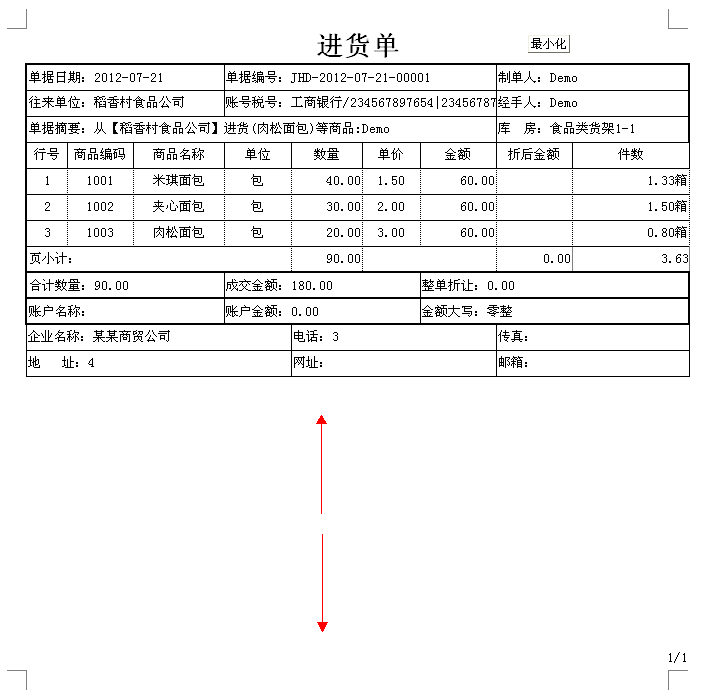 进货单
最小化
单据日期: 2012-07-21 单据编号: JHD-2012-07-21-00001 制单人: Demo
往来单位: 稻香村食品公司 账号税号: 工商银行/234567897654|23456787 经手人: Demo
单据摘要: 从【稻香村食品公司】进货(肉松面包)等商品:Demo 库 房: 食品类货架1-1
行号 商品编码 商品名称 单位 数量 单价 金额 折后金额 件数
1 1001 米琪面包 包 40.00 1.50 60.00 1.33箱
2 1002 夹心面包 包 30.00 2.00 60.00 1.50箱
3 1003 肉松面包 包 20.00 3.00 60.00 0.80箱
页小计: 90.00 0.00 3.63
合计数量: 90.00 成交金额: 180.00 整单折让: 0.00
账户名称: 账户金额: 0.00 金额大写: 零整
企业名称: 某某商贸公司 电话: 3 传真:
地 址: 4 网址: 邮箱:
1/1